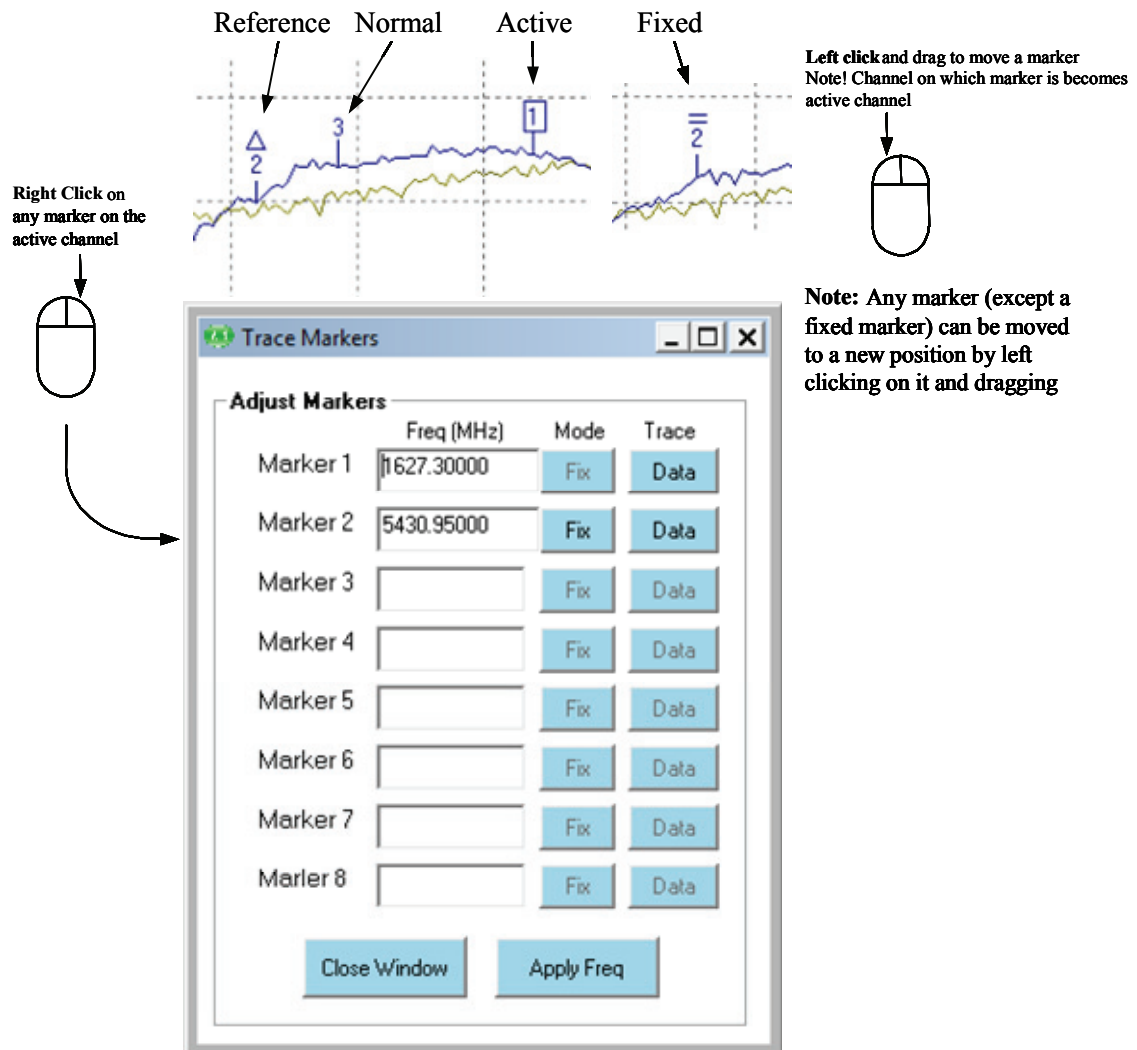 Reference Normal Active Fixed
Left click and drag to move a marker
Note! Channel on which marker is becomes
active channel
1
3
2
2
Right Click on
any marker on the
active channel
Note: Any marker (except a
fixed marker) can be moved
to a new position by left
clicking on it and dragging
Trace Markers
Adjust Markers
Freq (MHz) Mode Trace
Marker 1 1627.30000 Fix Data
Marker 2 5430.95000 Fix Data
Marker 3 Fix Data
Marker 4 Fix Data
Marker 5 Fix Data
Marker 6 Fix Data
Marker 7 Fix Data
Marler 8 Fix Data
Close Window Apply Freq